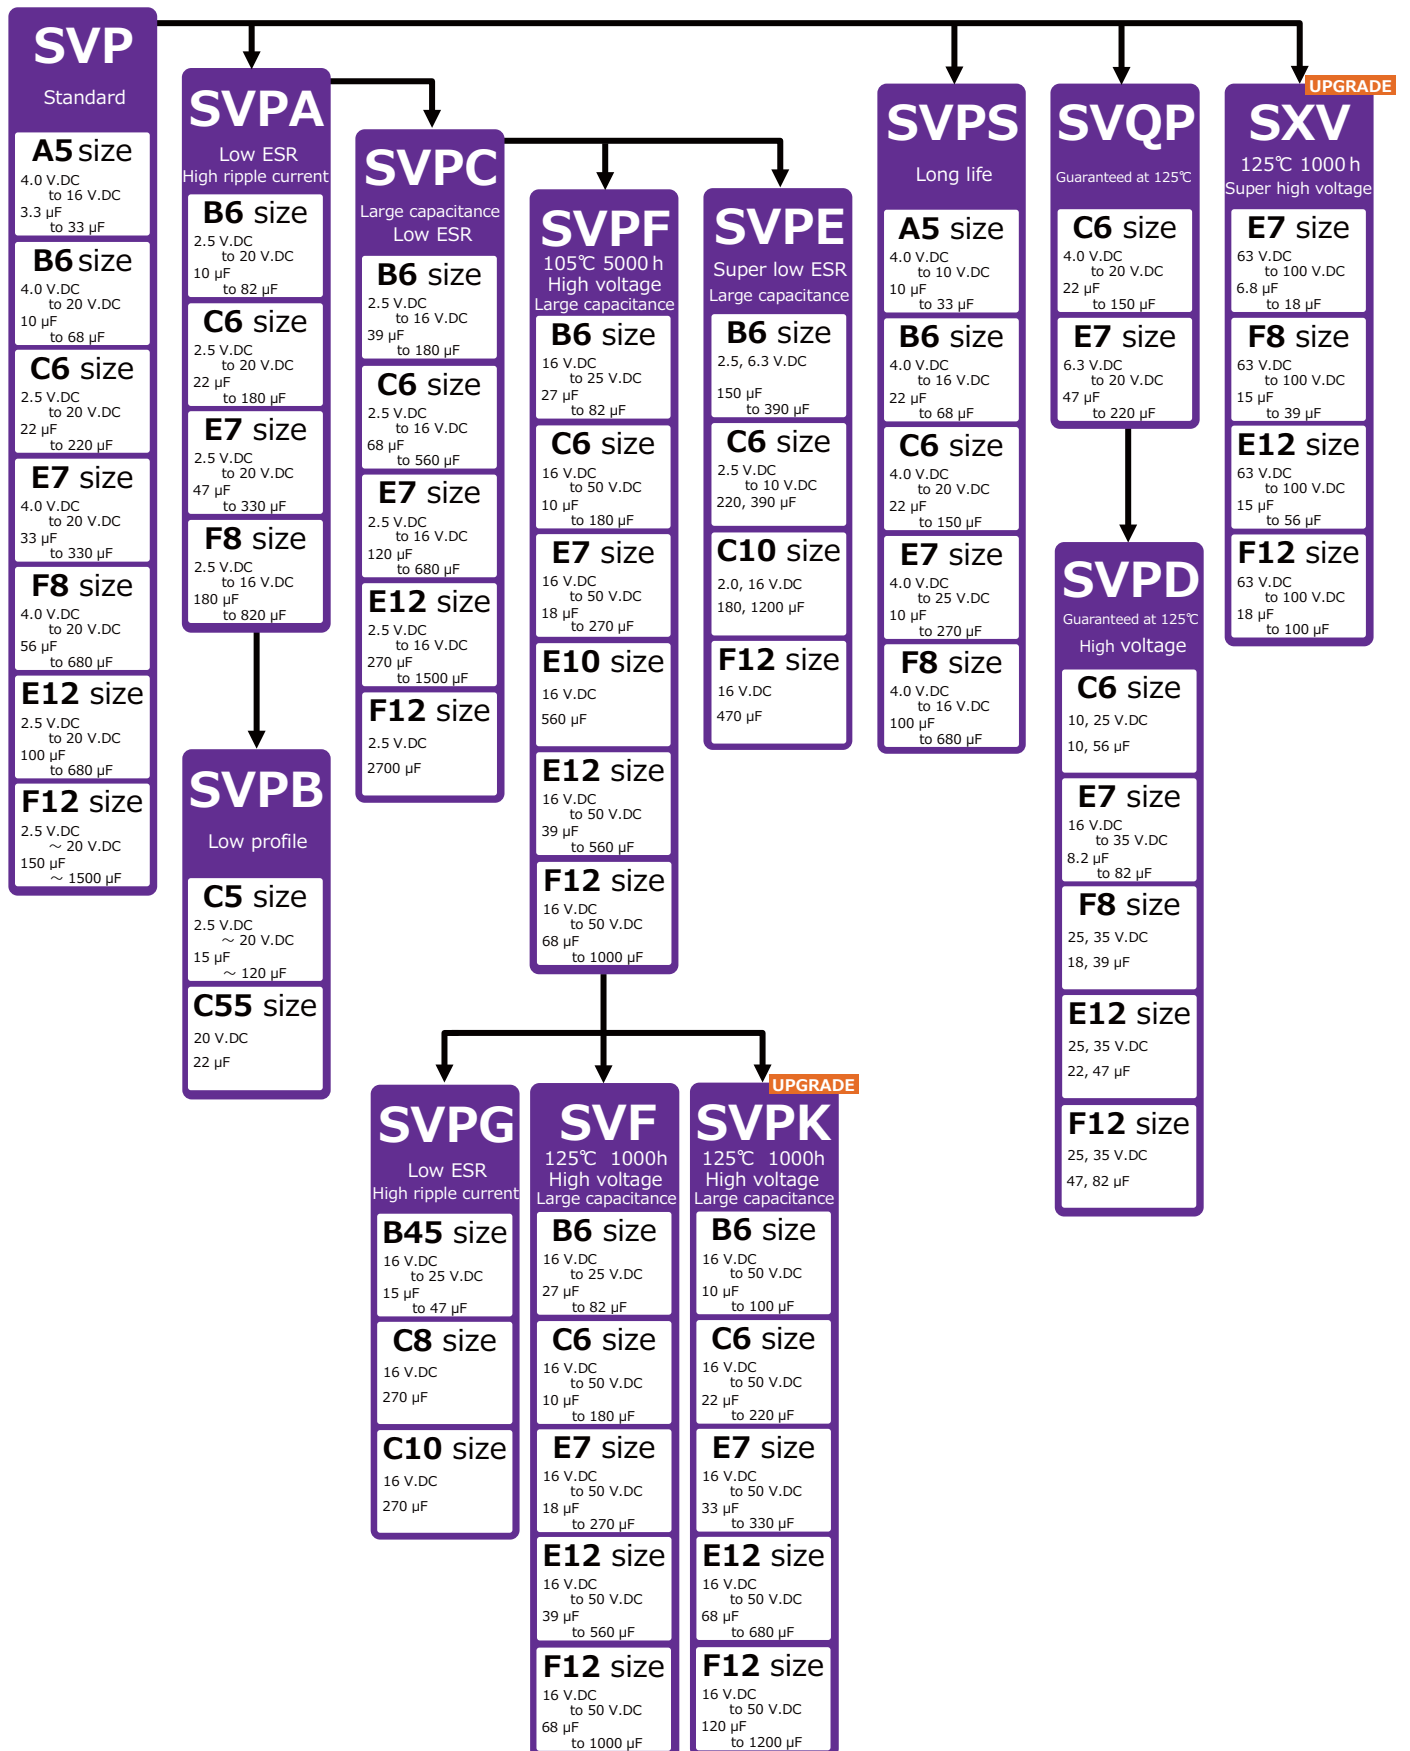 SVP
Standard
A5 size
4.0 V.DC
to 16 V.DC
3.3 μF
to 33 μF
B6 size
4.0 V.DC
to 20 V.DC
10 μF
to 68 μF
C6 size
2.5 V.DC
to 20 V.DC
22 μF
to 220 μF
E7 size
4.0 V.DC
to 20 V.DC
33 μF
to 330 μF
F8 size
4.0 V.DC
to 20 V.DC
56 μF
to 680 μF
E12 size
2.5 V.DC
to 20 V.DC
100 μF
to 680 μF
F12 size
2.5 V.DC
～ 20 V.DC
150 μF
～ 1500 μF
SVPA
Low ESR
High ripple current
B6 size
2.5 V.DC
to 20 V.DC
10 μF
to 82 μF
C6 size
2.5 V.DC
to 20 V.DC
22 μF
to 180 μF
E7 size
2.5 V.DC
to 20 V.DC
47 μF
to 330 μF
F8 size
2.5 V.DC
to 16 V.DC
180 μF
to 820 μF
SVPB
Low profile
C5 size
2.5 V.DC
～ 20 V.DC
15 μF
～ 120 μF
C55 size
20 V.DC
22 μF
SVPC
Large capacitance
Low ESR
B6 size
2.5 V.DC
to 16 V.DC
39 μF
to 180 μF
C6 size
2.5 V.DC
to 16 V.DC
68 μF
to 560 μF
E7 size
2.5 V.DC
to 16 V.DC
120 μF
to 680 μF
E12 size
2.5 V.DC
to 16 V.DC
270 μF
to 1500 μF
F12 size
2.5 V.DC
2700 μF
SVPF
105℃ 5000 h
High voltage
Large capacitance
B6 size
16 V.DC
to 25 V.DC
27 μF
to 82 μF
C6 size
16 V.DC
to 50 V.DC
10 μF
to 180 μF
E7 size
16 V.DC
to 50 V.DC
18 μF
to 270 μF
E10 size
16 V.DC
560 μF
E12 size
16 V.DC
to 50 V.DC
39 μF
to 560 μF
F12 size
16 V.DC
to 50 V.DC
68 μF
to 1000 μF
SVPE
Super low ESR
Large capacitance
B6 size
2.5, 6.3 V.DC
150 μF
to 390 μF
C6 size
2.5 V.DC
to 10 V.DC
220, 390 μF
C10 size
2.0, 16 V.DC
180, 1200 μF
F12 size
16 V.DC
470 μF
SVPS
Long life
A5 size
4.0 V.DC
to 10 V.DC
10 μF
to 33 μF
B6 size
4.0 V.DC
to 16 V.DC
22 μF
to 68 μF
C6 size
4.0 V.DC
to 20 V.DC
22 μF
to 150 μF
E7 size
4.0 V.DC
to 25 V.DC
10 μF
to 270 μF
F8 size
4.0 V.DC
to 16 V.DC
100 μF
to 680 μF
SVQP
Guaranteed at 125℃
C6 size
4.0 V.DC
to 20 V.DC
22 μF
to 150 μF
E7 size
6.3 V.DC
to 20 V.DC
47 μF
to 220 μF
SVPD
Guaranteed at 125℃
High voltage
C6 size
10, 25 V.DC
10, 56 μF
E7 size
16 V.DC
to 35 V.DC
8.2 μF
to 82 μF
F8 size
25, 35 V.DC
18, 39 μF
E12 size
25, 35 V.DC
22, 47 μF
F12 size
25, 35 V.DC
47, 82 μF
UPGRADE
SXV
125℃ 1000 h
Super high voltage
E7 size
63 V.DC
to 100 V.DC
6.8 μF
to 18 μF
F8 size
63 V.DC
to 100 V.DC
15 μF
to 39 μF
E12 size
63 V.DC
to 100 V.DC
15 μF
to 56 μF
F12 size
63 V.DC
to 100 V.DC
18 μF
to 100 μF
SVPG
Low ESR
High ripple current
B45 size
16 V.DC
to 25 V.DC
15 μF
to 47 μF
C8 size
16 V.DC
270 μF
C10 size
16 V.DC
270 μF
SVF
125℃ 1000h
High voltage
Large capacitance
B6 size
16 V.DC
to 25 V.DC
27 μF
to 82 μF
C6 size
16 V.DC
to 50 V.DC
10 μF
to 180 μF
E7 size
16 V.DC
to 50 V.DC
18 μF
to 270 μF
E12 size
16 V.DC
to 50 V.DC
39 μF
to 560 μF
F12 size
16 V.DC
to 50 V.DC
68 μF
to 1000 μF
UPGRADE
SVPK
125℃ 1000h
High voltage
Large capacitance
B6 size
16 V.DC
to 50 V.DC
10 μF
to 100 μF
C6 size
16 V.DC
to 50 V.DC
22 μF
to 220 μF
E7 size
16 V.DC
to 50 V.DC
33 μF
to 330 μF
E12 size
16 V.DC
to 50 V.DC
68 μF
to 680 μF
F12 size
16 V.DC
to 50 V.DC
120 μF
to 1200 μF